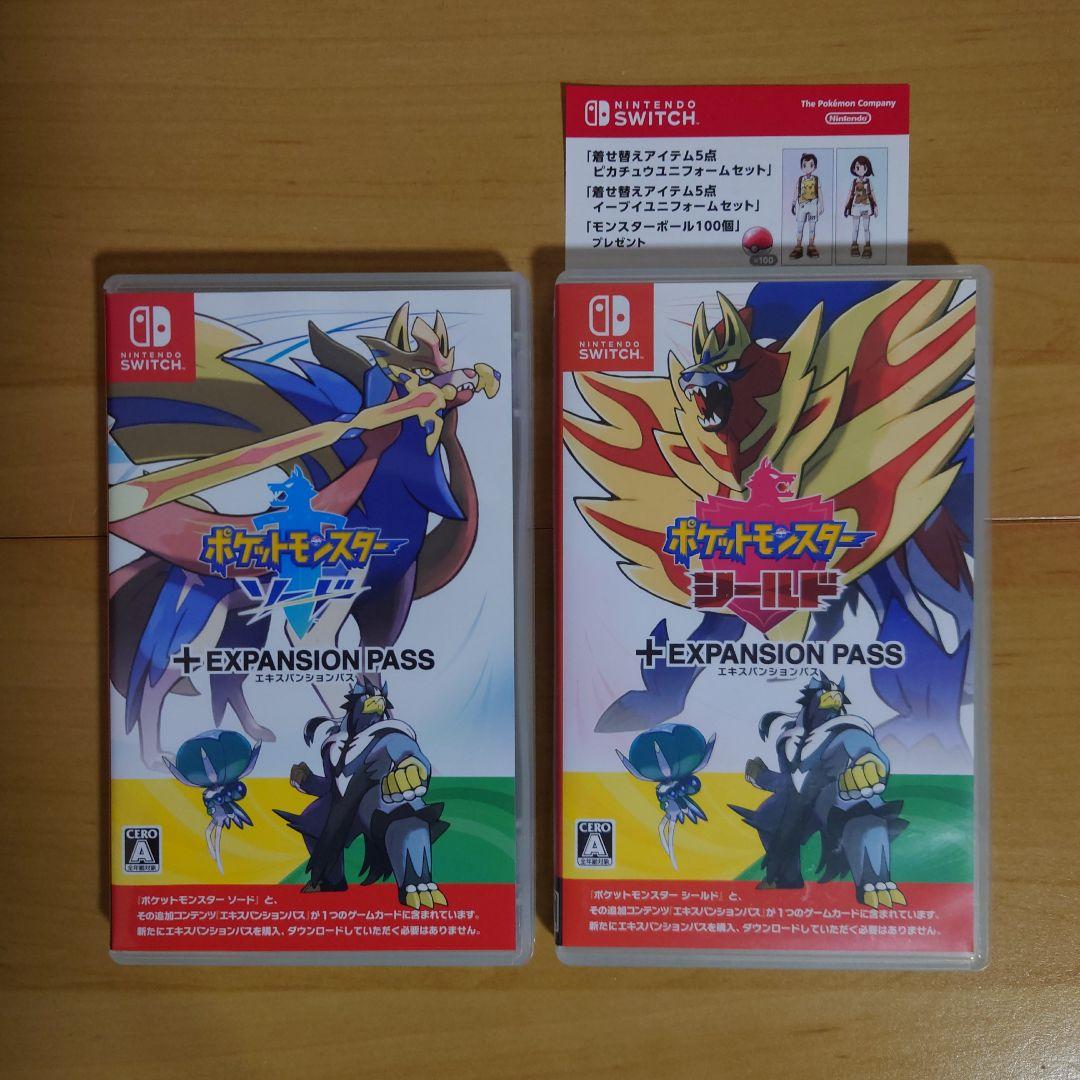 NINTENDO
SWITCH™
The Pokémon Company
Nintendo
「着せ替えアイテム5点
ピカチュウユニフォームセット」
「着せ替えアイテム5点
イーブイユニフォームセット」
「モンスターボール100個」
プレゼント
×100
NINTENDO
SWITCH™
ポケットモンスター
ソード
+EXPANSION PASS
エキスパンションパス
CERO
A
全年齢対象
『ポケットモンスター ソード』と、
その追加コンテンツ『エキスパンションパス』が1つのゲームカードに含まれています。
新たにエキスパンションパスを購入、ダウンロードしていただく必要はありません。
NINTENDO
SWITCH™
ポケットモンスター
シールド
+EXPANSION PASS
エキスパンションパス
CERO
A
全年齢対象
『ポケットモンスター シールド』と、
その追加コンテンツ『エキスパンションパス』が1つのゲームカードに含まれています。
新たにエキスパンションパスを購入、ダウンロードしていただく必要はありません。